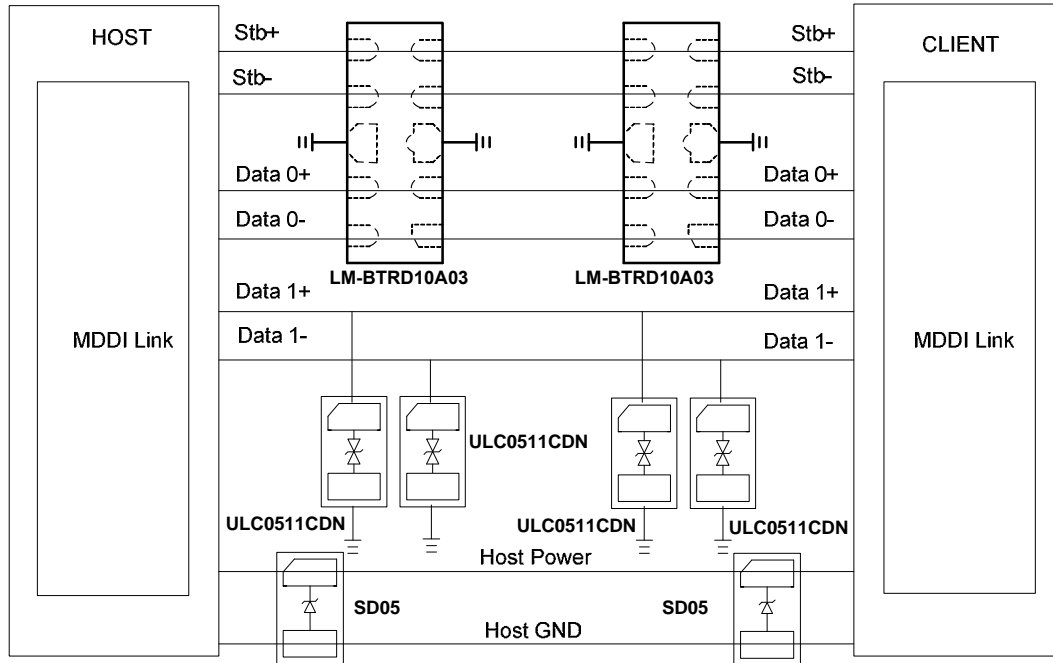 HOST
CLIENT
Stb+
Stb+
Stb-
Stb-
Data 0+
Data 0+
Data 0-
Data 0-
LM-BTRD10A03
LM-BTRD10A03
Data 1+
Data 1+
Data 1-
Data 1-
MDDI Link
MDDI Link
ULC0511CDN
ULC0511CDN
ULC0511CDN
ULC0511CDN
Host Power
SD05
SD05
Host GND